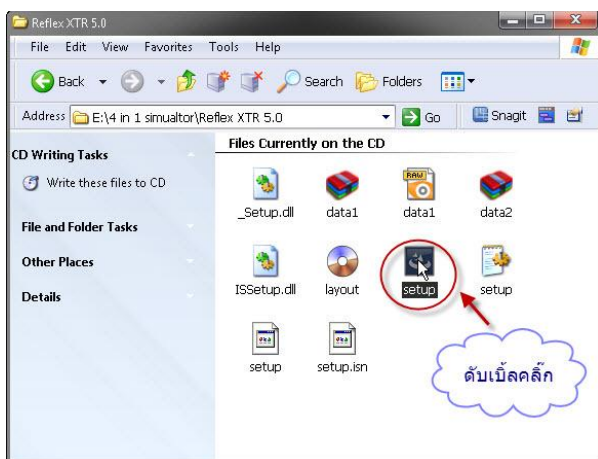 Reflex XTR 5.0
File Edit View Favorites Tools Help
Back Search Folders
Address E:\4 in 1 simualtor\Reflex XTR 5.0 Go Snagit
CD Writing Tasks
Write these files to CD
File and Folder Tasks
Other Places
Details
Files Currently on the CD
_Setup.dll data1 data1 data2
RAW
ISSetup.dll layout setup setup
setup setup.isn
ดับเบิ้ลคลิ๊ก